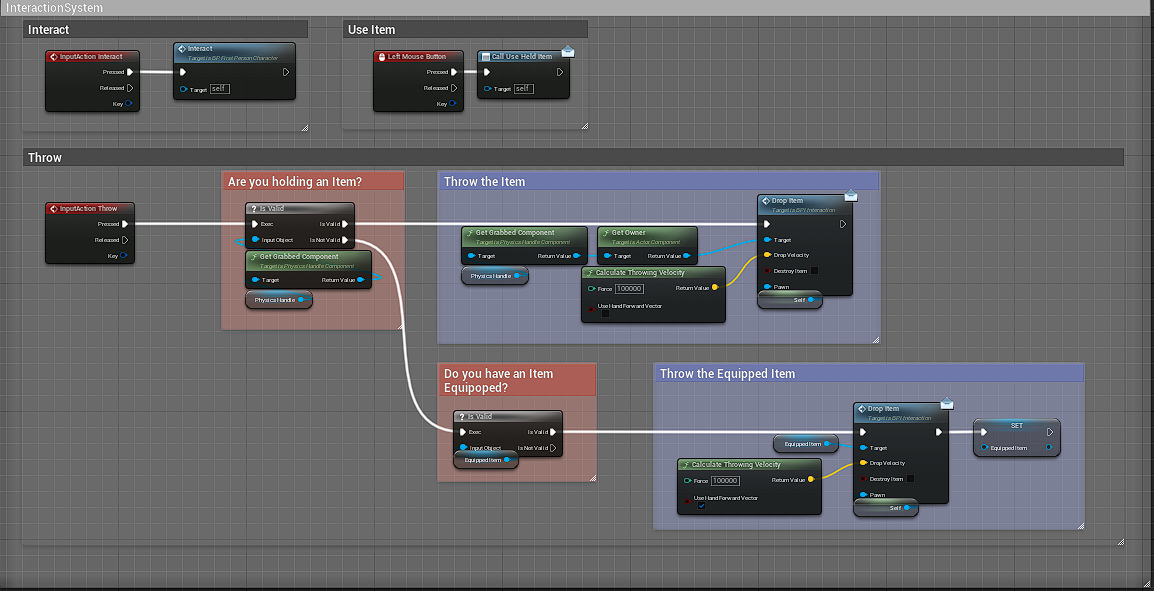 InteractionSystem
Interact
InputAction Interact
Pressed
Released
Key
Interact
Target is BP First Person Character
Target self
Use Item
Left Mouse Button
Pressed
Released
Key
Call Use Held Item
Target self
Throw
InputAction Throw
Pressed
Released
Key
Are you holding an Item?
? Is Valid
Exec Is Valid
Input Object Is Not Valid
Get Grabbed Component
Target is Physics Handle Component
Target Return Value
Physics Handle
Throw the Item
Get Grabbed Component
Target is Physics Handle Component
Target Return Value
Physics Handle
Get Owner
Target is Actor Component
Target Return Value
Calculate Throwing Velocity
Force 100000 Return Value
Use Hand Forward Vector
Drop Item
Target is BPI Interaction
Target
Drop Velocity
Destroy Item
Pawn
Self
Do you have an Item
Equipoped?
? Is Valid
Exec Is Valid
Input Object Is Not Valid
Equipped Item
Throw the Equipped Item
Equipped Item
Calculate Throwing Velocity
Force 100000 Return Value
Use Hand Forward Vector
Drop Item
Target is BPI Interaction
Target
Drop Velocity
Destroy Item
Pawn
Self
SET
Equipped Item